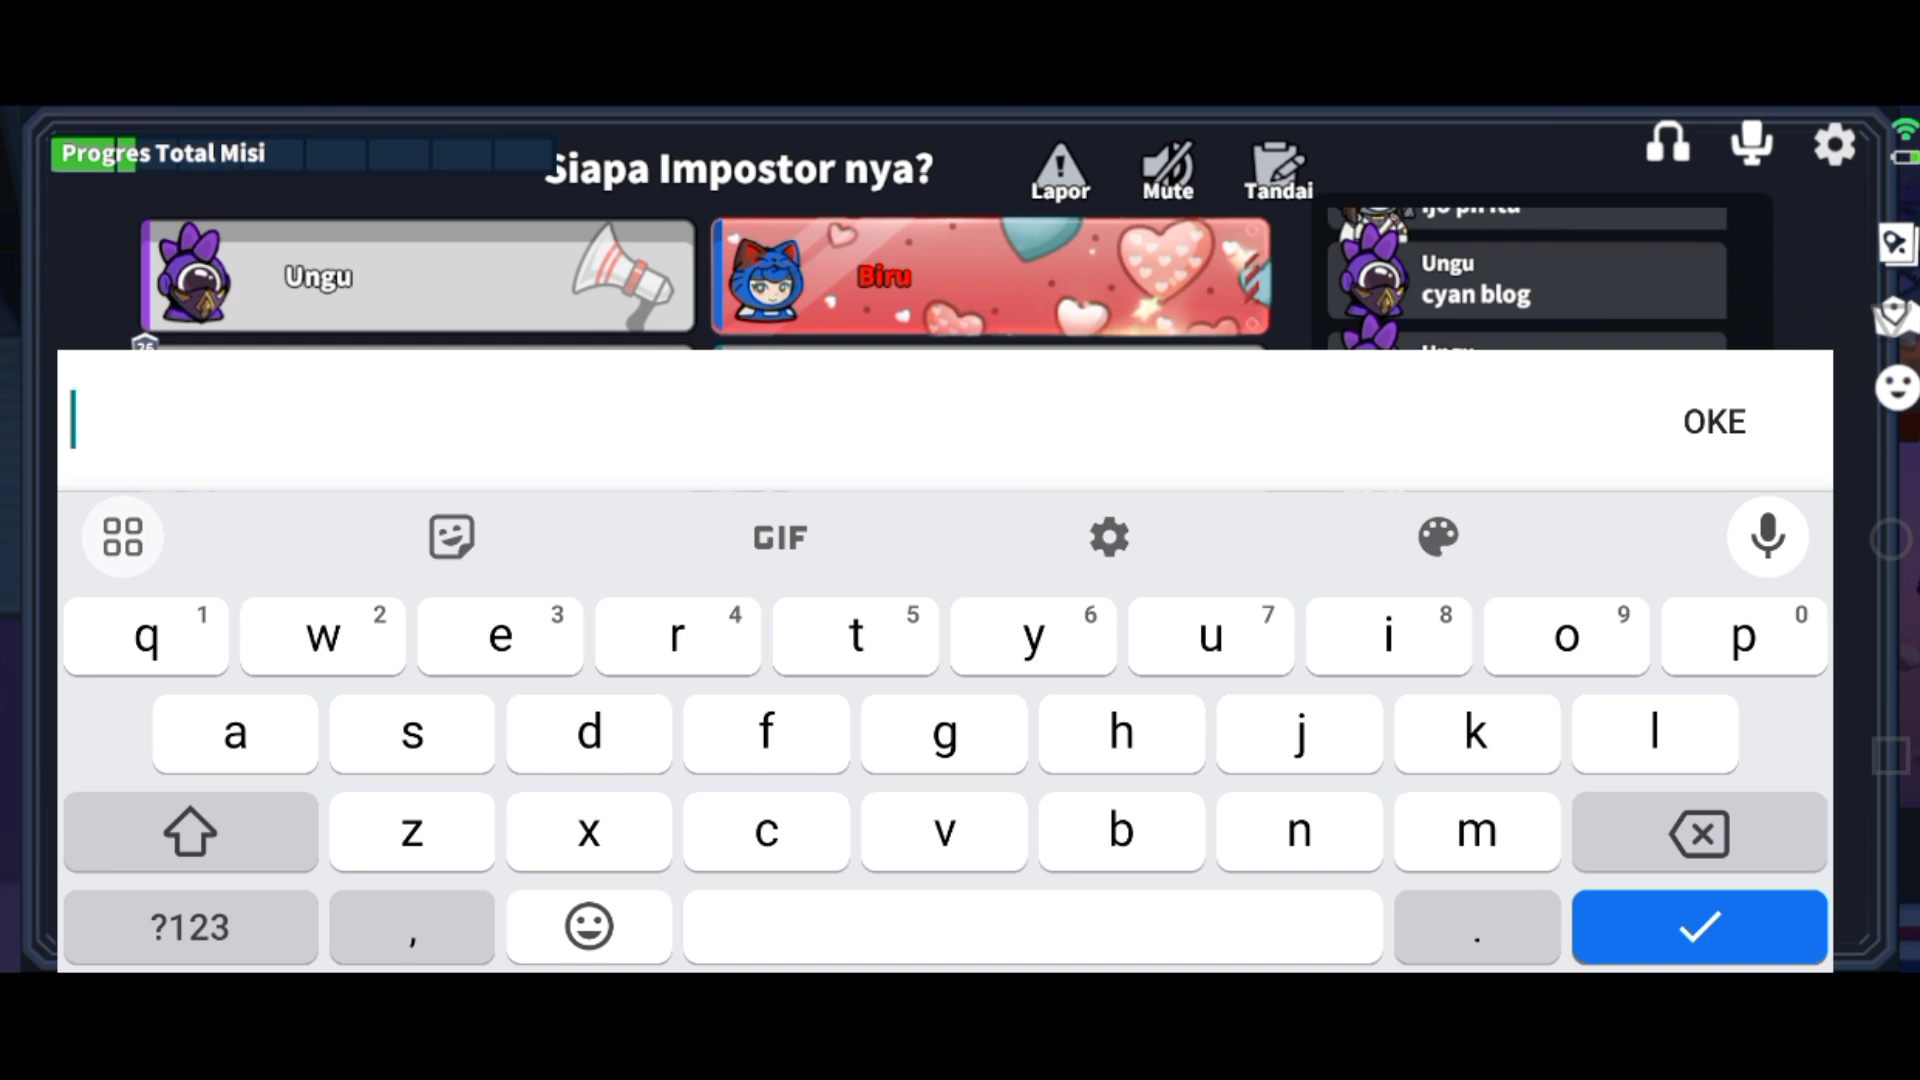 Progres Total Misi
Siapa Impostor nya?
Lapor
Mute
Tandai
Ungu
Biru
Ungu
cyan blog
26
OKE
GIF
q 1 w 2 e 3 r 4 t 5 y 6 u 7 i 8 o 9 p 0
a s d f g h j k l
z x c v b n m
?123 , .